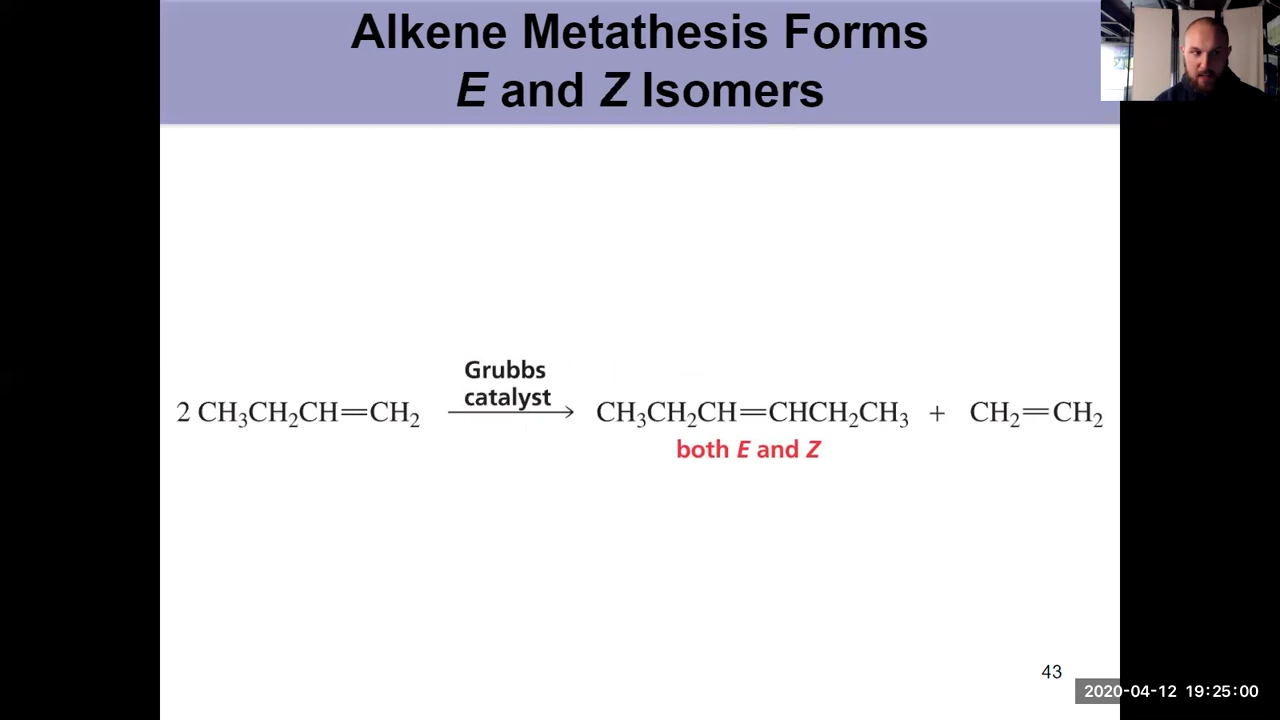 Alkene Metathesis Forms
E and Z Isomers
Grubbs
catalyst
2 CH₃CH₂CH=CH₂ → CH₃CH₂CH=CHCH₂CH₃ + CH₂=CH₂
both E and Z
43
2020-04-12 19:25:00